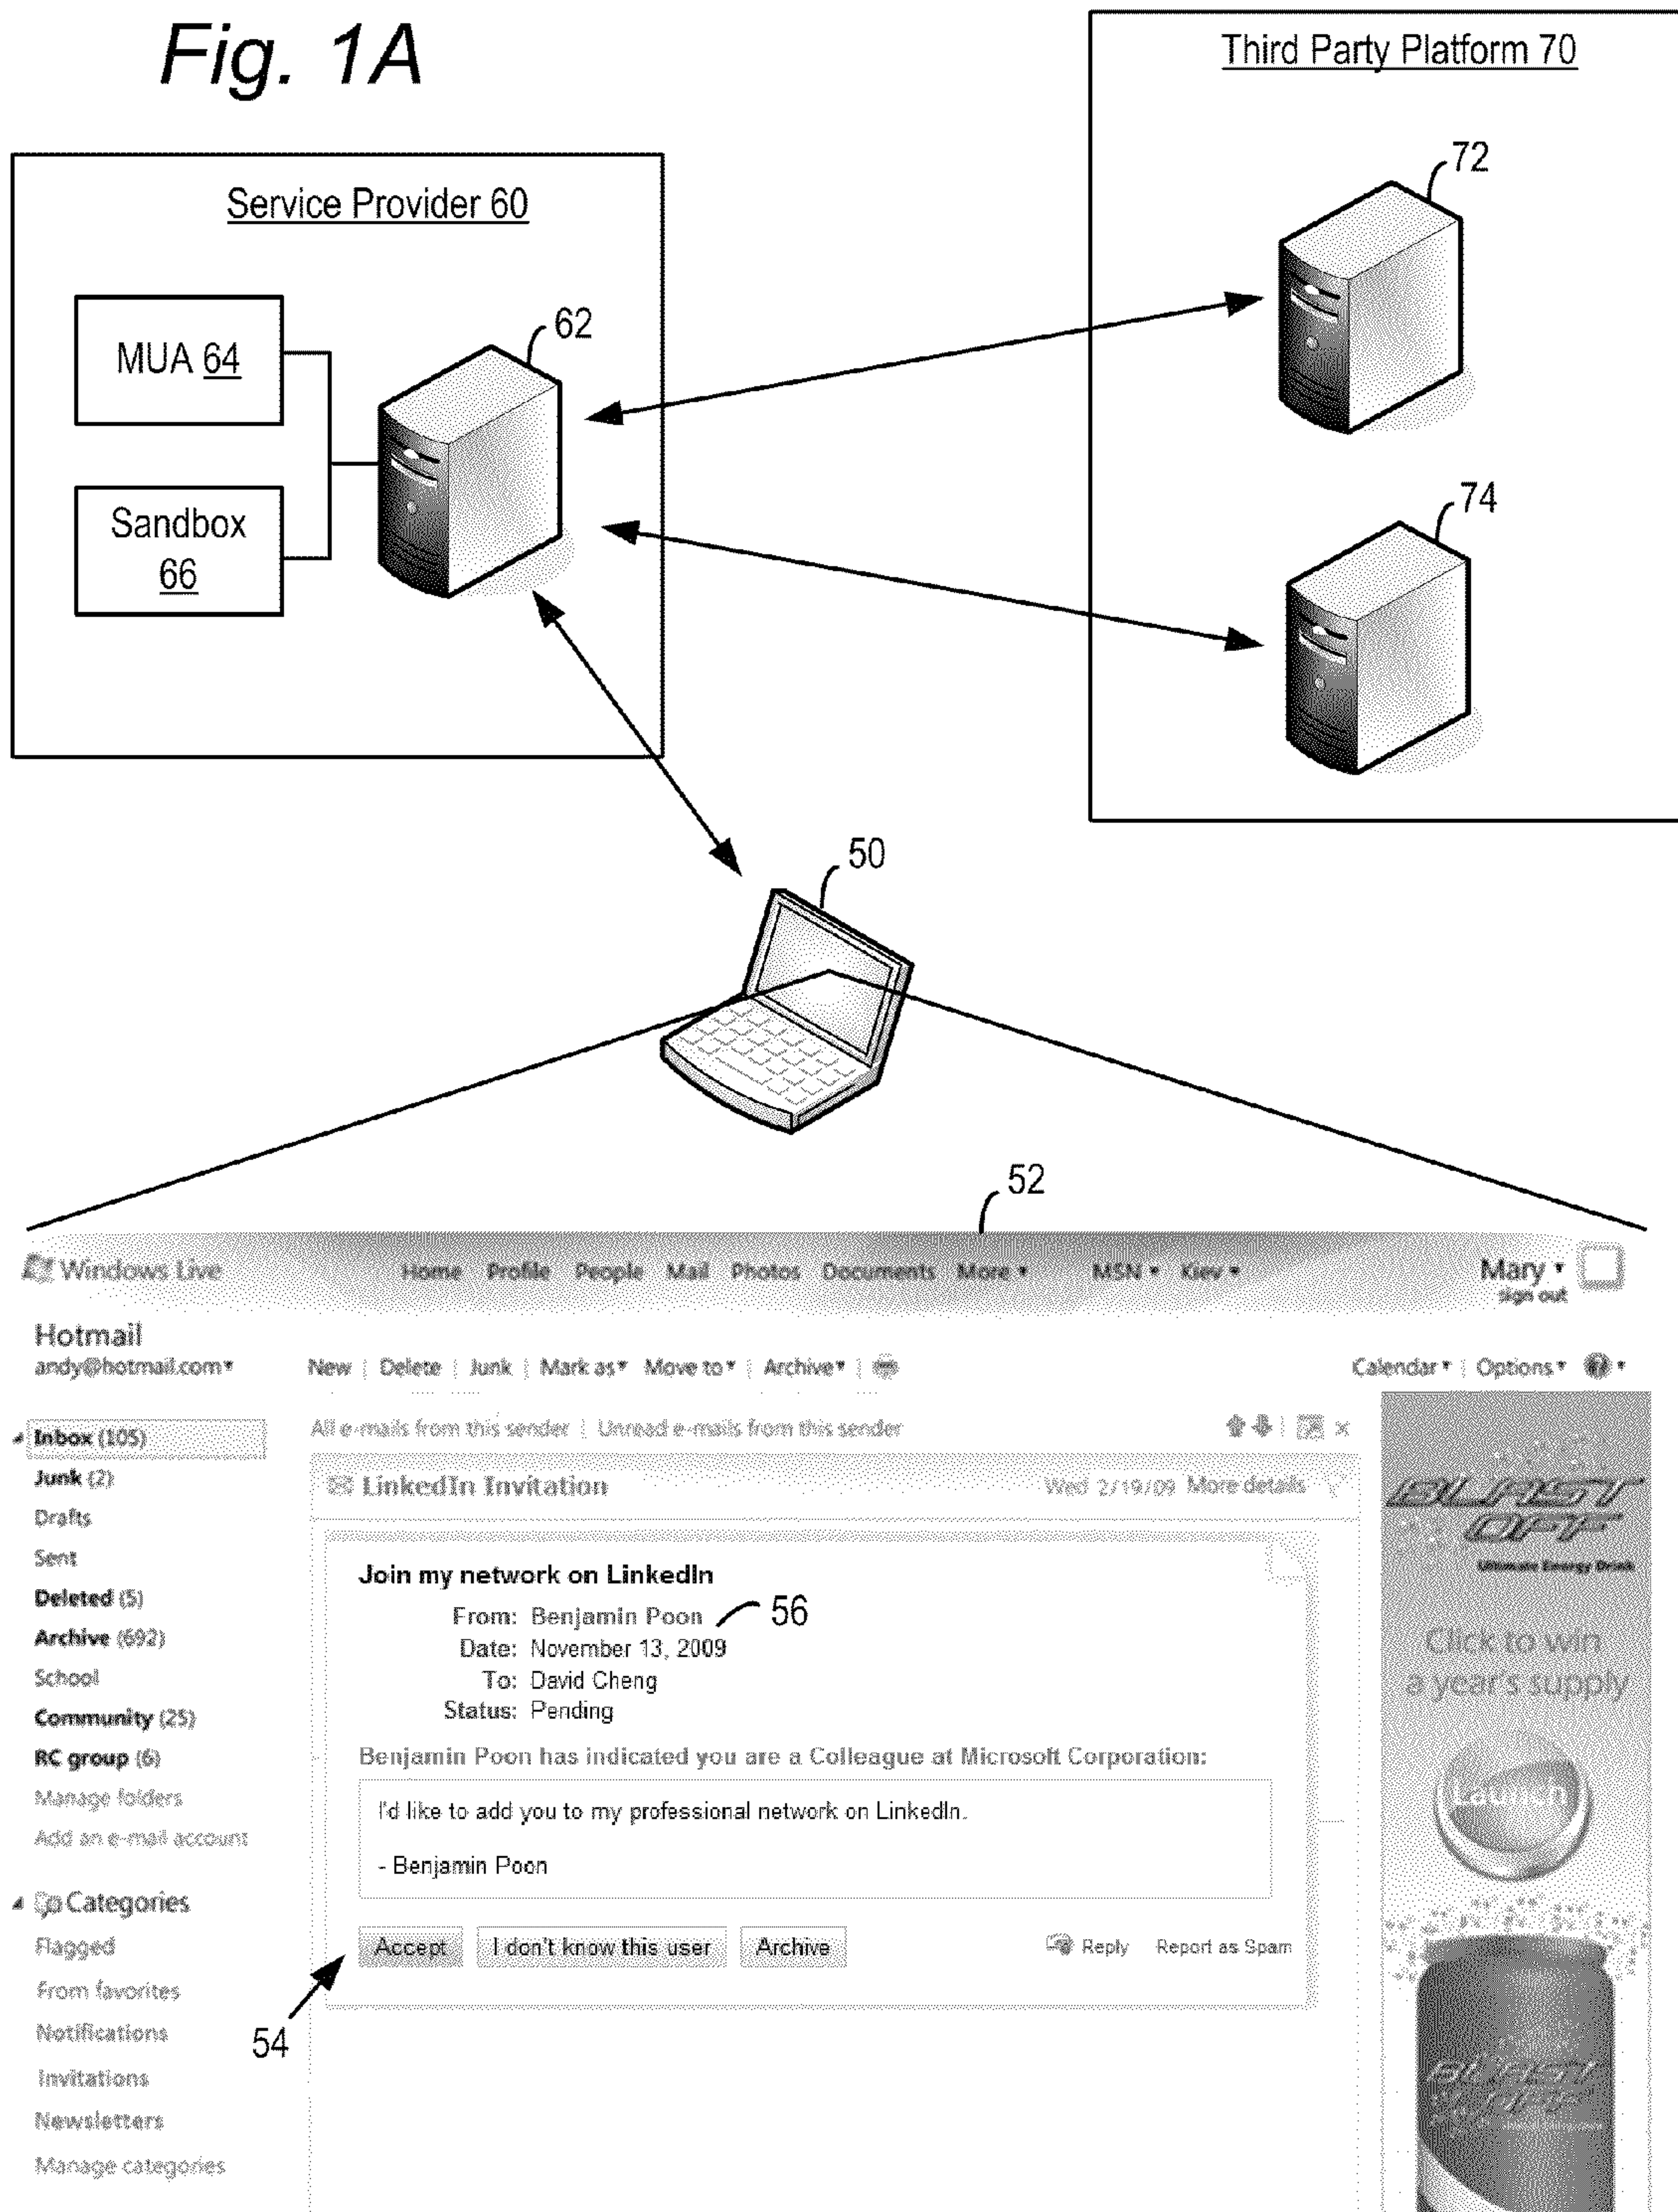 Fig. 1A
Third Party Platform 70
72
Service Provider 60
62
MUA 64
74
Sandbox
66
50
52
Windows Live
Home Profile People Mail Photos Documents More MSN Kiev
Mary
sign out
Hotmail
andy@hotmail.com
New | Delete | Junk | Mark as Move to | Archive |
Calendar | Options ?
Inbox (105)
All e-mails from this sender | Unread e-mails from this sender
Junk (2)
LinkedIn Invitation
Wed 2/19/09 More details
Drafts
Sent
Deleted (5)
Archive (692)
School
Community (25)
RC group (6)
Manage folders
Add an e-mail account
Categories
Flagged
From favorites
Notifications
Invitations
Newsletters
Manage categories
Join my network on LinkedIn
From: Benjamin Poon
56
Date: November 13, 2009
To: David Cheng
Status: Pending
Benjamin Poon has indicated you are a Colleague at Microsoft Corporation:
I'd like to add you to my professional network on LinkedIn.
- Benjamin Poon
Accept
I don't know this user
Archive
Reply
Report as Spam
54
BLAST
OFF
Ultimate Energy Drink
Click to win
a year's supply
Launch
BLAST
OFF